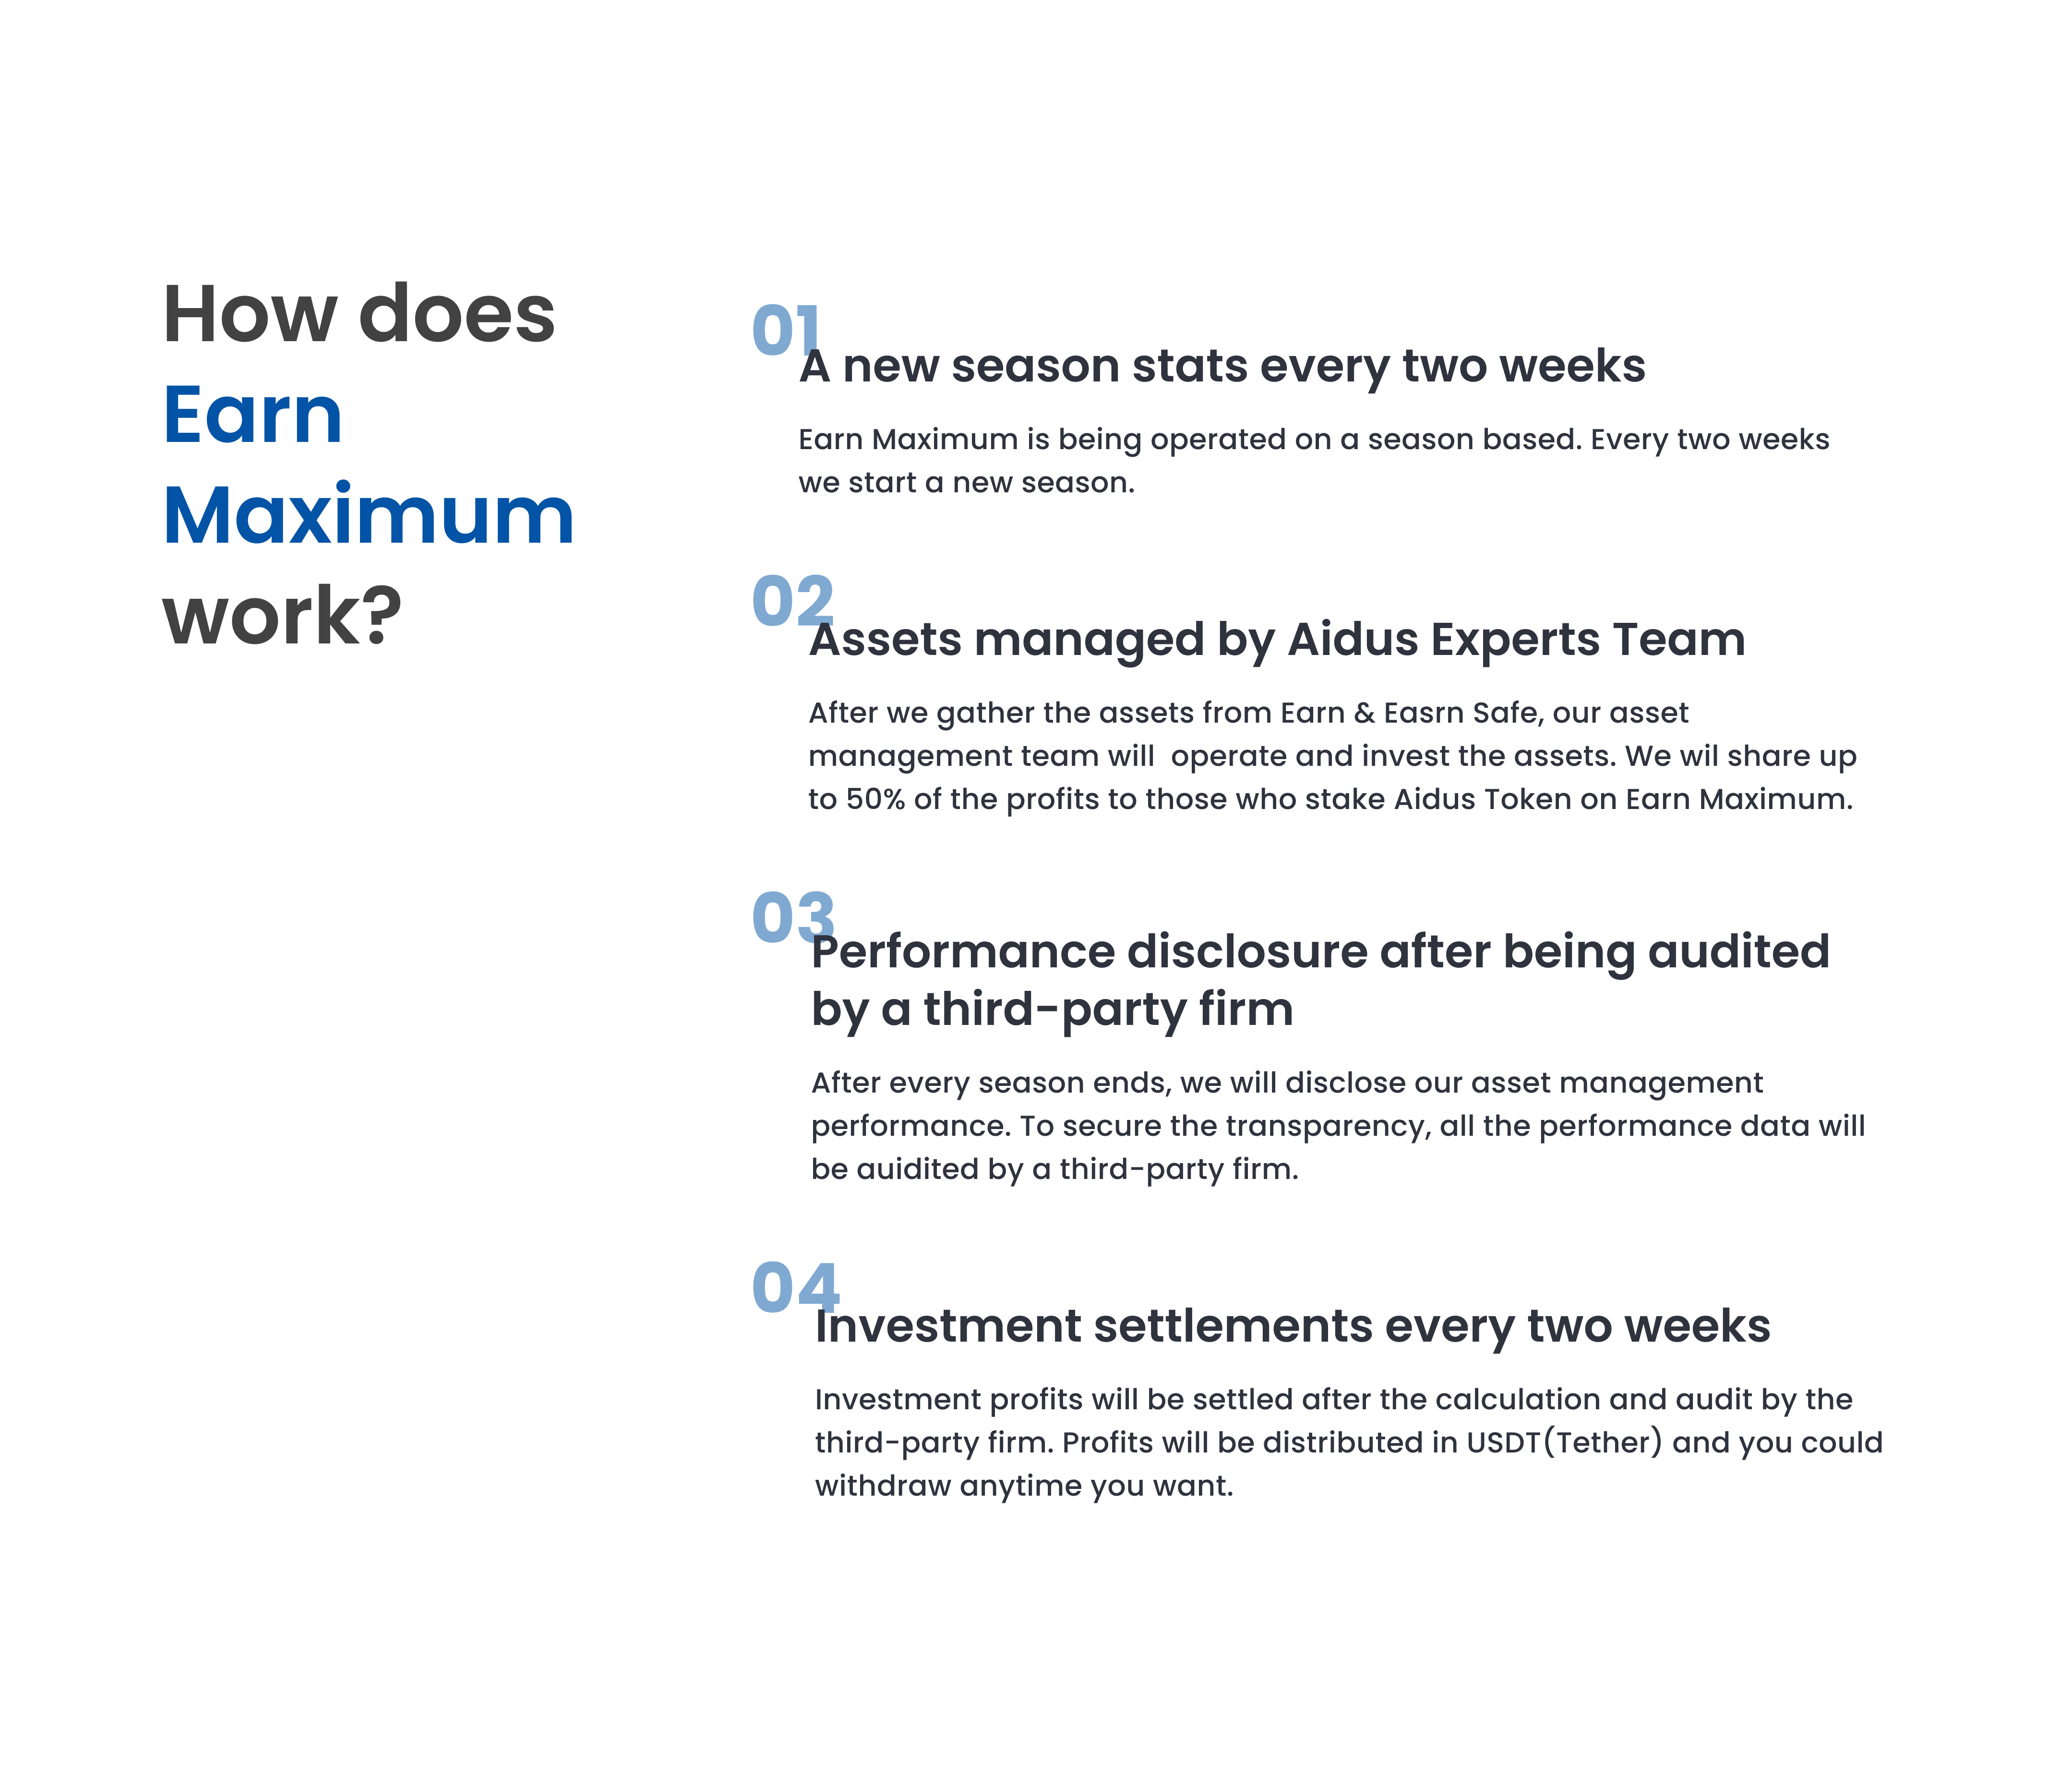 How does
Earn
Maximum
work?
01
A new season stats every two weeks
Earn Maximum is being operated on a season based. Every two weeks
we start a new season.
02
Assets managed by Aidus Experts Team
After we gather the assets from Earn & Easrn Safe, our asset
management team will  operate and invest the assets. We wil share up
to 50% of the profits to those who stake Aidus Token on Earn Maximum.
03
Performance disclosure after being audited
by a third-party firm
After every season ends, we will disclose our asset management
performance. To secure the transparency, all the performance data will
be auidited by a third-party firm.
04
Investment settlements every two weeks
Investment profits will be settled after the calculation and audit by the
third-party firm. Profits will be distributed in USDT(Tether) and you could
withdraw anytime you want.